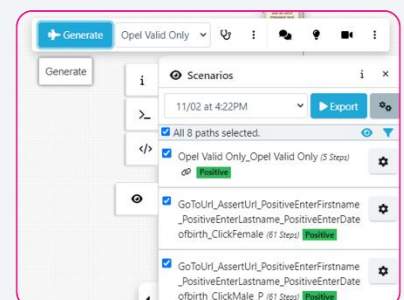 Generate
Opel Valid Only
Generate
Scenarios
11/02 at 4:22PM
Export
All 8 paths selected.
Opel Valid Only_Opel Valid Only (5 Steps)
Positive
GoToUrl_AssertUrl_PositiveEnterFirstname
_PositiveEnterLastname_PositiveEnterDate
ofbirth_ClickFemale (61 Steps) Positive
GoToUrl_AssertUrl_PositiveEnterFirstname
_PositiveEnterLastname_PositiveEnterDate
ofbirth_ClickMale_P (61 Steps) Positive